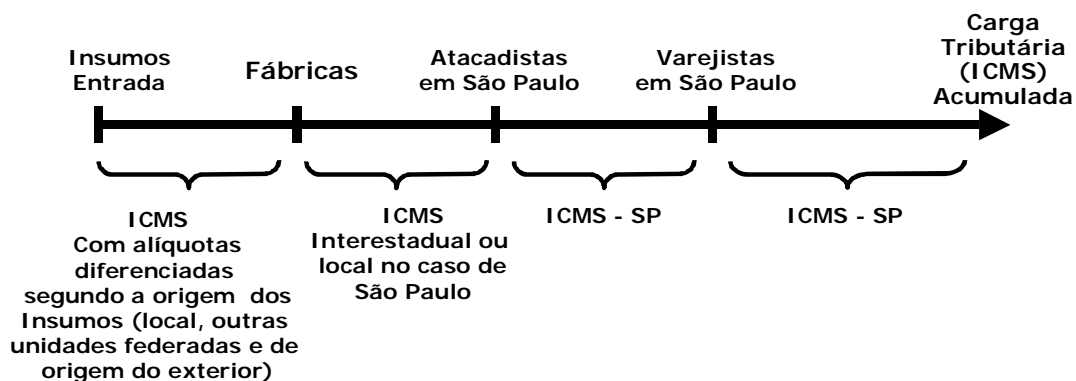 Insumos
Entrada
Fábricas
Atacadistas
em São Paulo
Varejistas
em São Paulo
Carga
Tributária
(ICMS)
Acumulada
ICMS
Com alíquotas
diferenciadas
segundo a origem dos
Insumos (local, outras
unidades federadas e de
origem do exterior)
ICMS
Interestadual ou
local no caso de
São Paulo
ICMS - SP
ICMS - SP